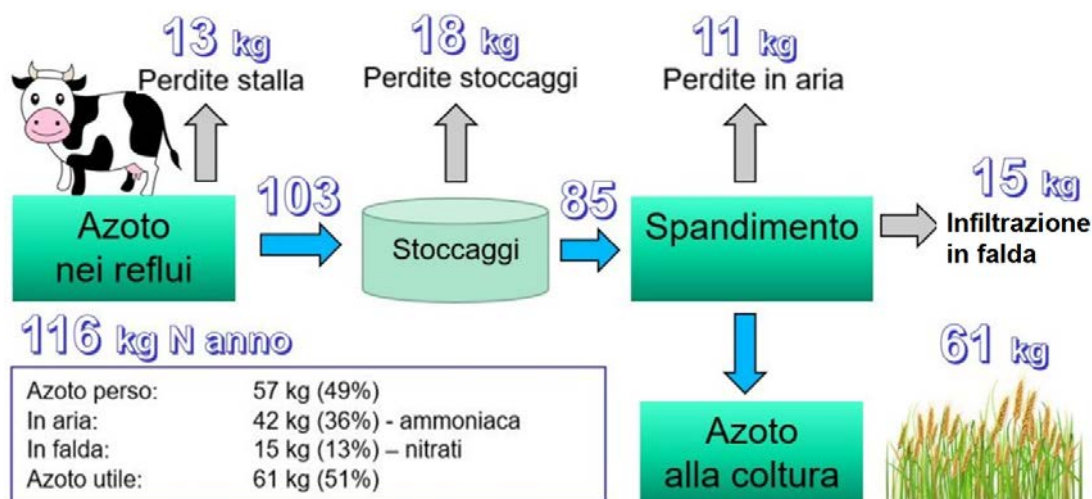 13 kg
Perdite stalla
18 kg
Perdite stoccaggi
11 kg
Perdite in aria
103
85
15 kg
Infiltrazione
in falda
Azoto
nei reflui
Stoccaggi
Spandimento
116 kg N anno
61 kg
Azoto perso: 57 kg (49%)
In aria: 42 kg (36%) - ammoniaca
In falda: 15 kg (13%) – nitrati
Azoto utile: 61 kg (51%)
Azoto
alla coltura